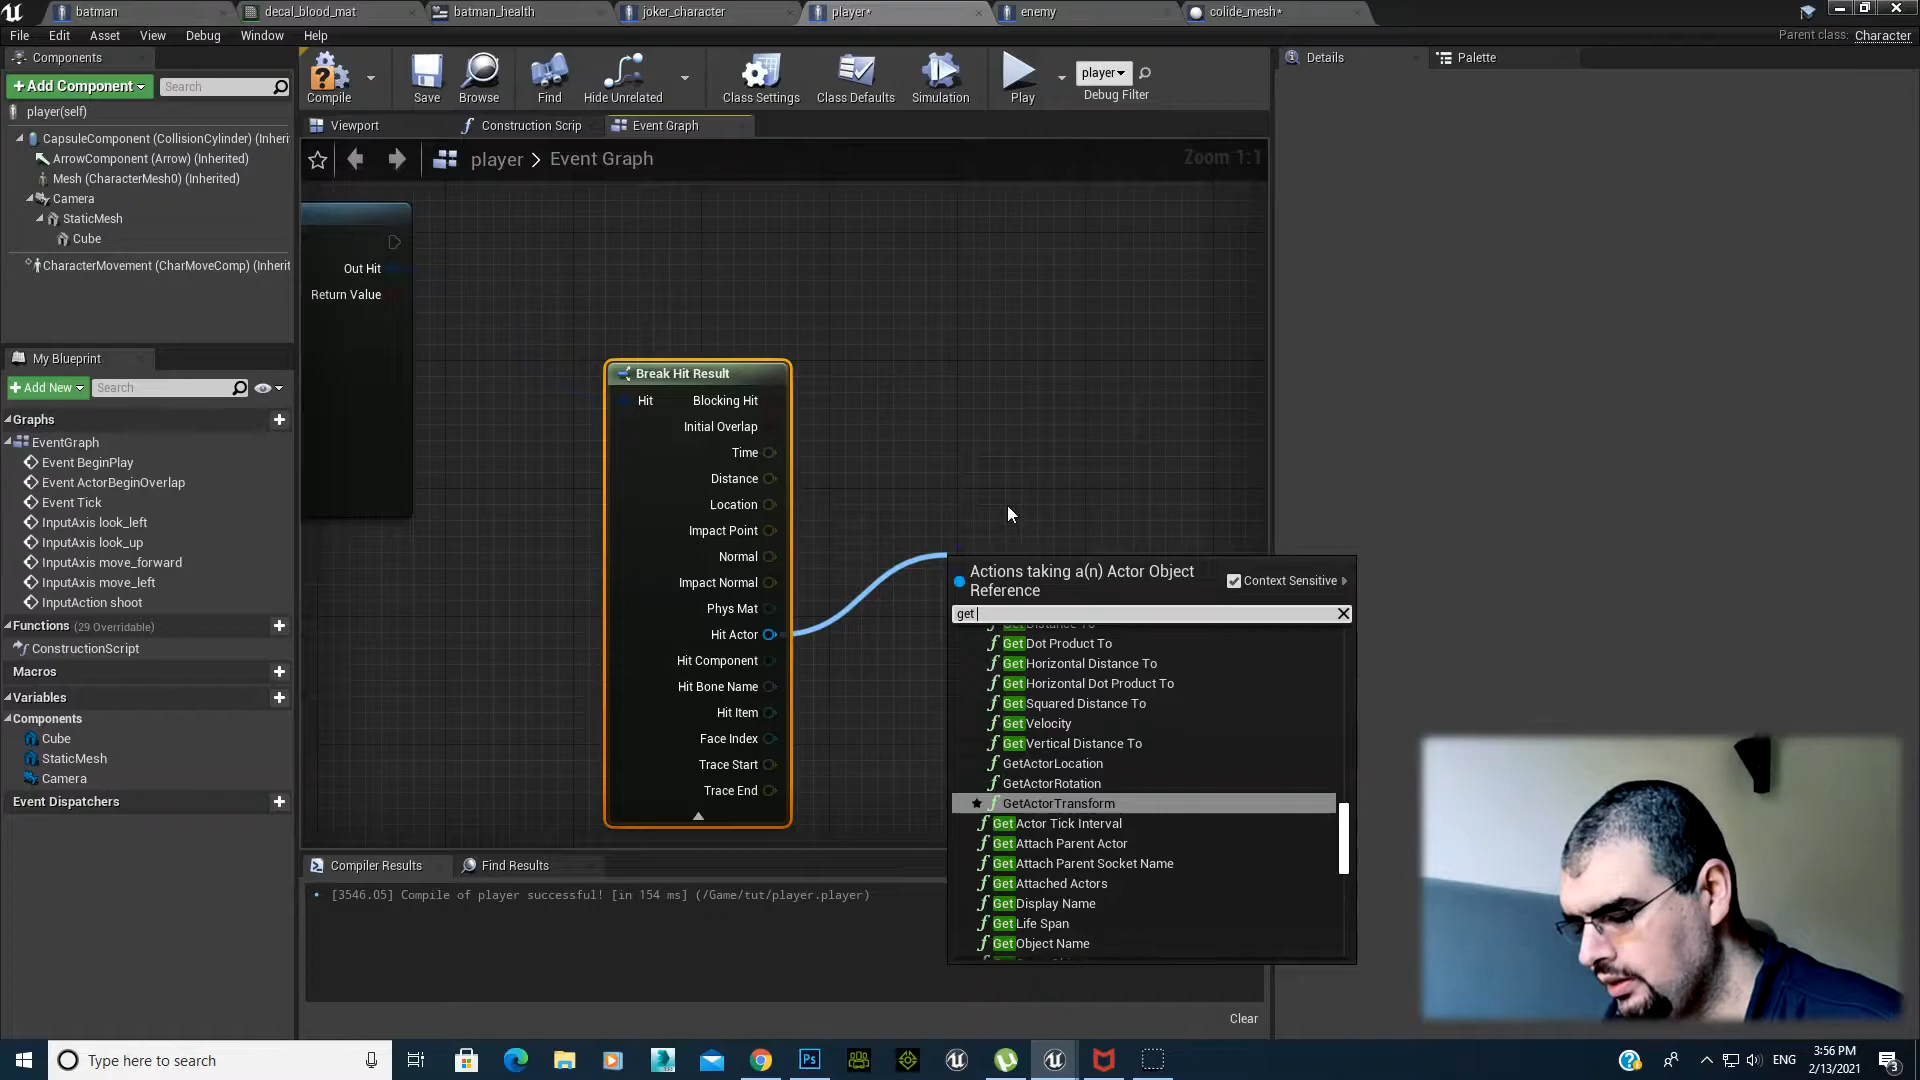 batman
decal_blood_mat
batman_health
joker_character
player*
enemy
colide_mesh*
File
Edit
Asset
View
Debug
Window
Help
Parent class: Character
Components
+Add Component
Search
player(self)
CapsuleComponent (CollisionCylinder) (Inheri
ArrowComponent (Arrow) (Inherited)
Mesh (CharacterMesh0) (Inherited)
Camera
StaticMesh
Cube
CharacterMovement (CharMoveComp) (Inherit
Compile
Save
Browse
Find
Hide Unrelated
Class Settings
Class Defaults
Simulation
Play
player
Debug Filter
Details
Palette
Viewport
Construction Scrip
Event Graph
player > Event Graph
Zoom 1:1
Out Hit
Return Value
Break Hit Result
Hit
Blocking Hit
Initial Overlap
Time
Distance
Location
Impact Point
Normal
Impact Normal
Phys Mat
Hit Actor
Hit Component
Hit Bone Name
Hit Item
Face Index
Trace Start
Trace End
Actions taking a(n) Actor Object
Reference
Context Sensitive
get
Get Distance To
Get Dot Product To
Get Horizontal Distance To
Get Horizontal Dot Product To
Get Squared Distance To
Get Velocity
Get Vertical Distance To
GetActorLocation
GetActorRotation
GetActorTransform
Get Actor Tick Interval
Get Attach Parent Actor
Get Attach Parent Socket Name
Get Attached Actors
Get Display Name
Get Life Span
Get Object Name
My Blueprint
+Add New
Search
Graphs
EventGraph
Event BeginPlay
Event ActorBeginOverlap
Event Tick
InputAxis look_left
InputAxis look_up
InputAxis move_forward
InputAxis move_left
InputAction shoot
Functions (29 Overridable)
ConstructionScript
Macros
Variables
Components
Cube
StaticMesh
Camera
Event Dispatchers
Compiler Results
Find Results
[3546.05] Compile of player successful! [in 154 ms] (/Game/tut/player.player)
Clear
Type here to search
Ps
ENG
3:56 PM
2/13/2021
3